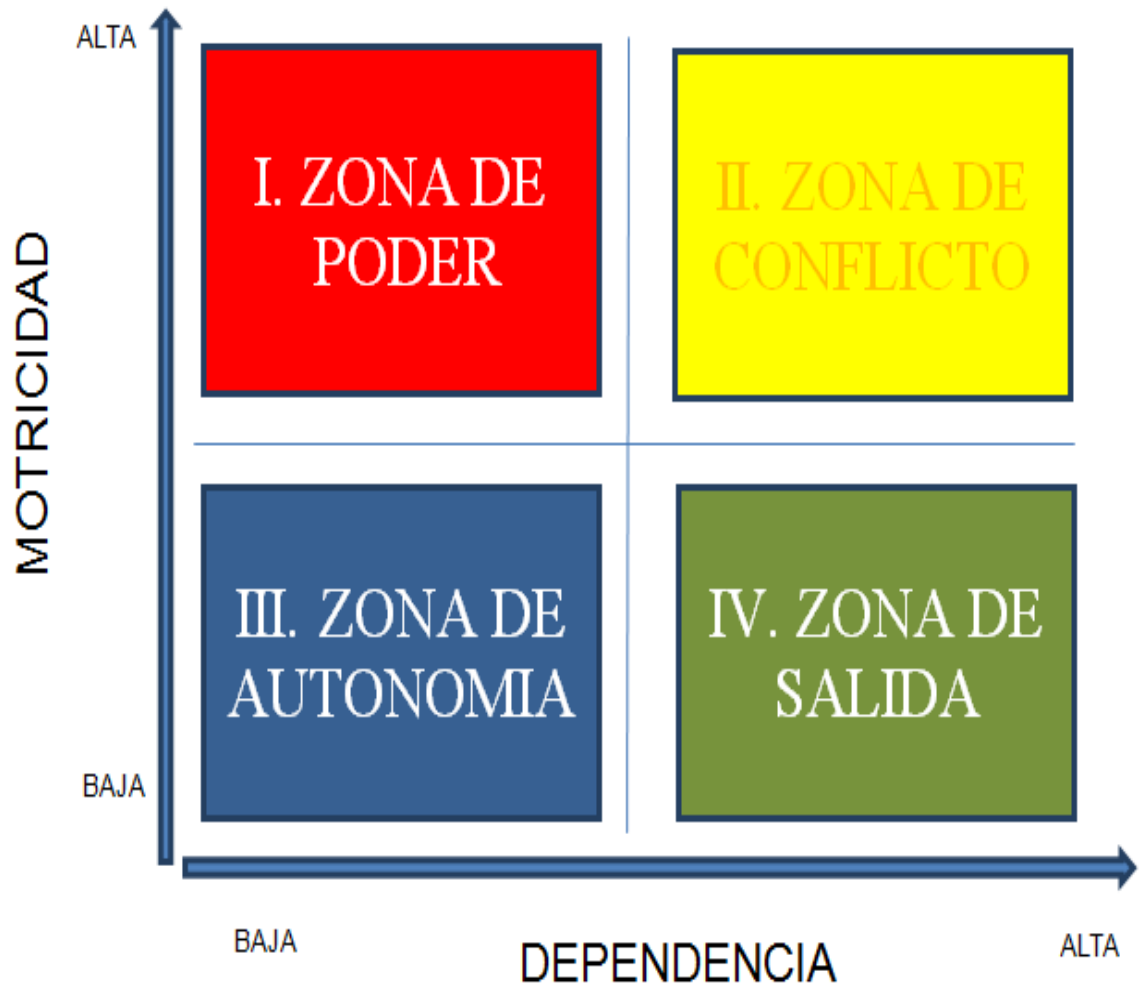 ALTA
MOTRICIDAD
I. ZONA DE
PODER
II. ZONA DE
CONFLICTO
III. ZONA DE
AUTONOMIA
IV. ZONA DE
SALIDA
BAJA
BAJA
DEPENDENCIA
ALTA